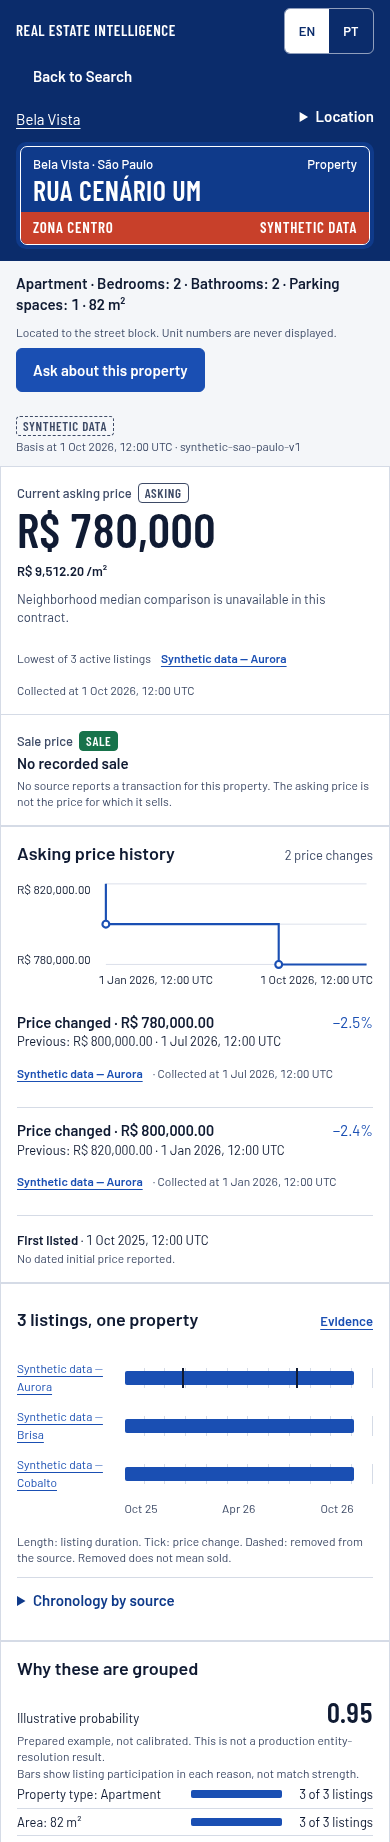 REAL ESTATE INTELLIGENCE
EN PT
Back to Search
Bela Vista
▶ Location
Bela Vista · São Paulo Property
RUA CENÁRIO UM
ZONA CENTRO SYNTHETIC DATA
Apartment · Bedrooms: 2 · Bathrooms: 2 · Parking
spaces: 1 · 82 m²
Located to the street block. Unit numbers are never displayed.
Ask about this property
SYNTHETIC DATA
Basis at 1 Oct 2026, 12:00 UTC · synthetic-sao-paulo-v1
Current asking price ASKING
R$ 780,000
R$ 9,512.20 /m²
Neighborhood median comparison is unavailable in this
contract.
Lowest of 3 active listings Synthetic data — Aurora
Collected at 1 Oct 2026, 12:00 UTC
Sale price SALE
No recorded sale
No source reports a transaction for this property. The asking price is
not the price for which it sells.
Asking price history 2 price changes
R$ 820,000.00
R$ 780,000.00
1 Jan 2026, 12:00 UTC 1 Oct 2026, 12:00 UTC
Price changed · R$ 780,000.00 −2.5%
Previous: R$ 800,000.00 · 1 Jul 2026, 12:00 UTC
Synthetic data — Aurora · Collected at 1 Jul 2026, 12:00 UTC
Price changed · R$ 800,000.00 −2.4%
Previous: R$ 820,000.00 · 1 Jan 2026, 12:00 UTC
Synthetic data — Aurora · Collected at 1 Jan 2026, 12:00 UTC
First listed · 1 Oct 2025, 12:00 UTC
No dated initial price reported.
3 listings, one property Evidence
Synthetic data —
Aurora
Synthetic data —
Brisa
Synthetic data —
Cobalto
Oct 25 Apr 26 Oct 26
Length: listing duration. Tick: price change. Dashed: removed from
the source. Removed does not mean sold.
▶ Chronology by source
Why these are grouped
Illustrative probability 0.95
Prepared example, not calibrated. This is not a production entity-
resolution result.
Bars show listing participation in each reason, not match strength.
Property type: Apartment 3 of 3 listings
Area: 82 m² 3 of 3 listings